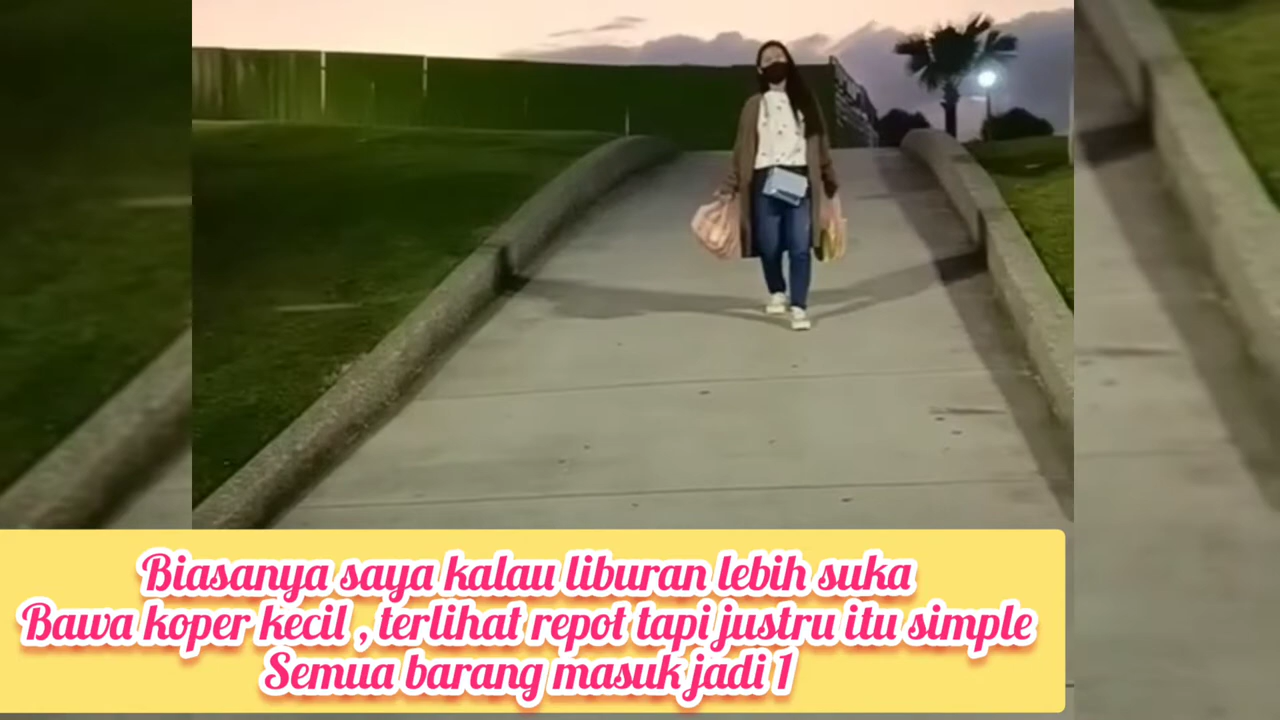 Biasanya saya kalau liburan lebih suka
Bawa koper kecil , terlihat repot tapi justru itu simple
Semua barang masuk jadi 1